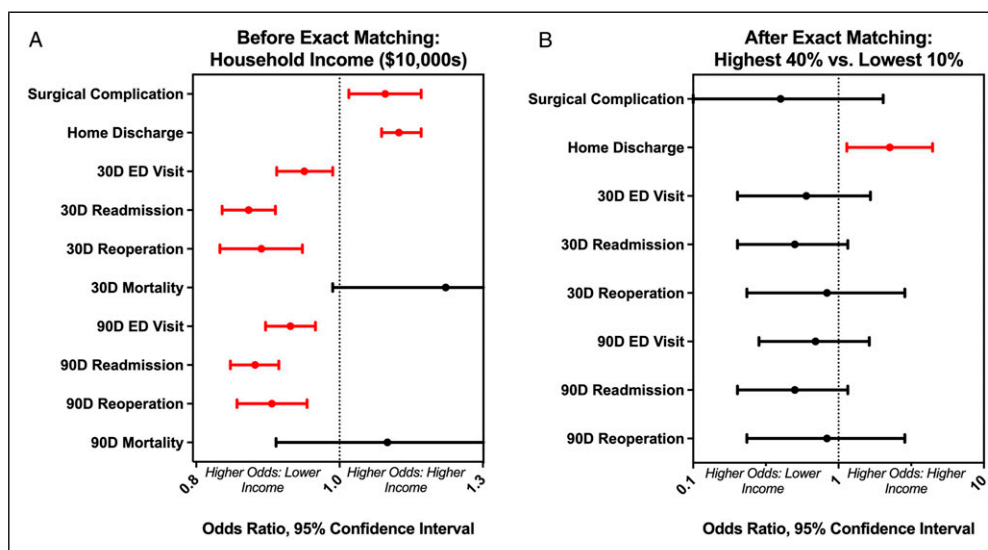 A
Before Exact Matching:
Household Income ($10,000s)
Surgical Complication
Home Discharge
30D ED Visit
30D Readmission
30D Reoperation
30D Mortality
90D ED Visit
90D Readmission
90D Reoperation
90D Mortality
Higher Odds: Lower
Income
Higher Odds: Higher
Income
0.8
1.0
1.3
Odds Ratio, 95% Confidence Interval
B
After Exact Matching:
Highest 40% vs. Lowest 10%
Surgical Complication
Home Discharge
30D ED Visit
30D Readmission
30D Reoperation
90D ED Visit
90D Readmission
90D Reoperation
Higher Odds: Lower
Income
Higher Odds: Higher
Income
0.1
1
10
Odds Ratio, 95% Confidence Interval